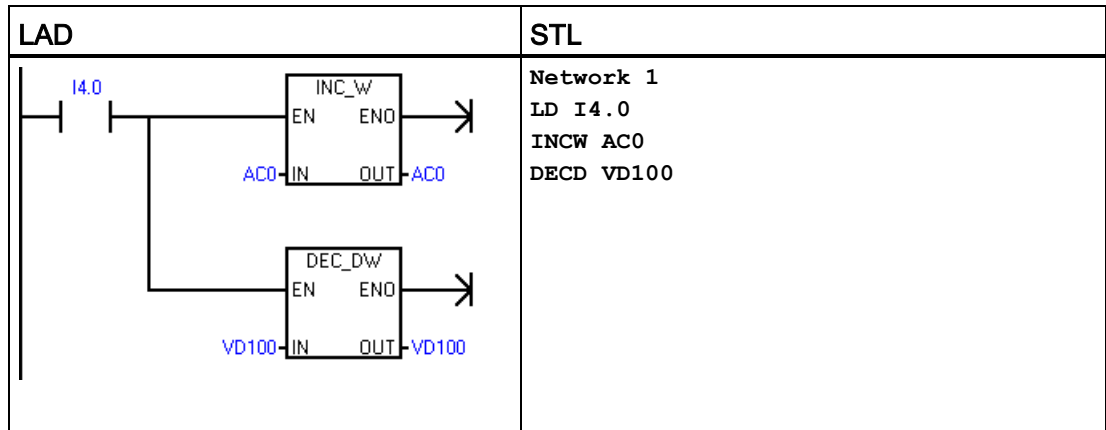 LAD
STL
I4.0
INC_W
EN ENO
AC0 IN OUT AC0
DEC_DW
EN ENO
VD100 IN OUT VD100
Network 1
LD I4.0
INCW AC0
DECD VD100